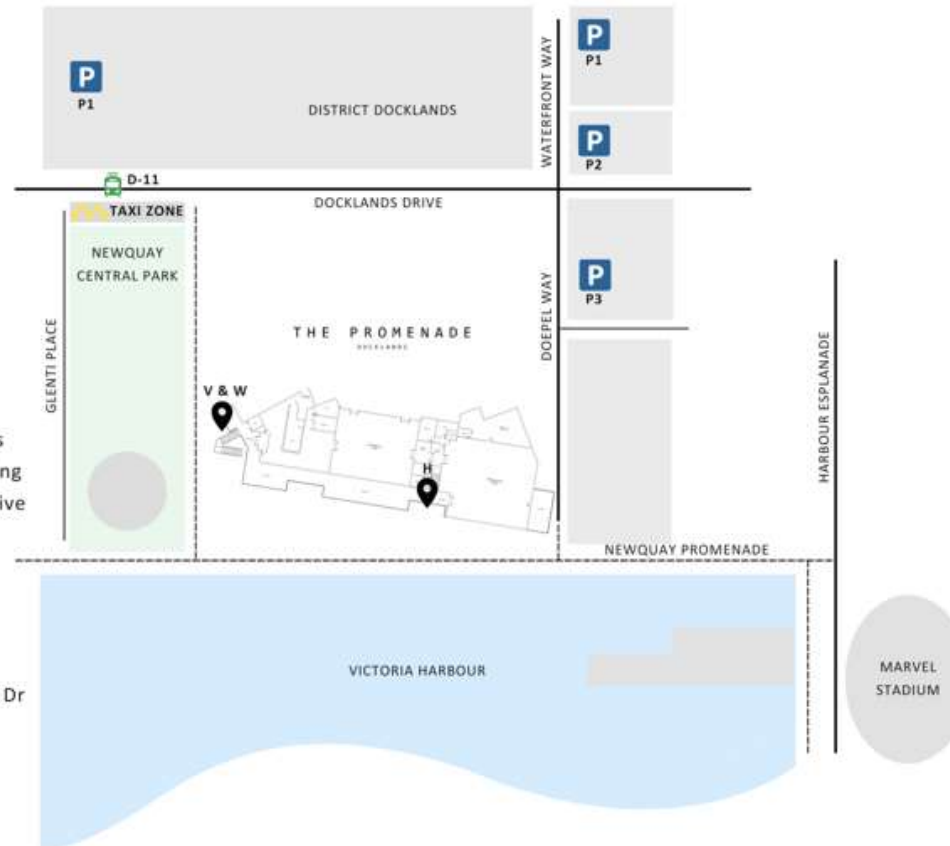 P
P1
P
P1
DISTRICT DOCKLANDS
WATERFRONT WAY
P
P2
D-11
TAXI ZONE
DOCKLANDS DRIVE
NEWQUAY
CENTRAL PARK
P
P3
THE PROMENADE
DOCKLANDS
DOEPEL WAY
GLENTI PLACE
HARBOUR ESPLANADE
V & W
s
ng
ive
H
NEWQUAY PROMENADE
VICTORIA HARBOUR
MARVEL
STADIUM
Dr